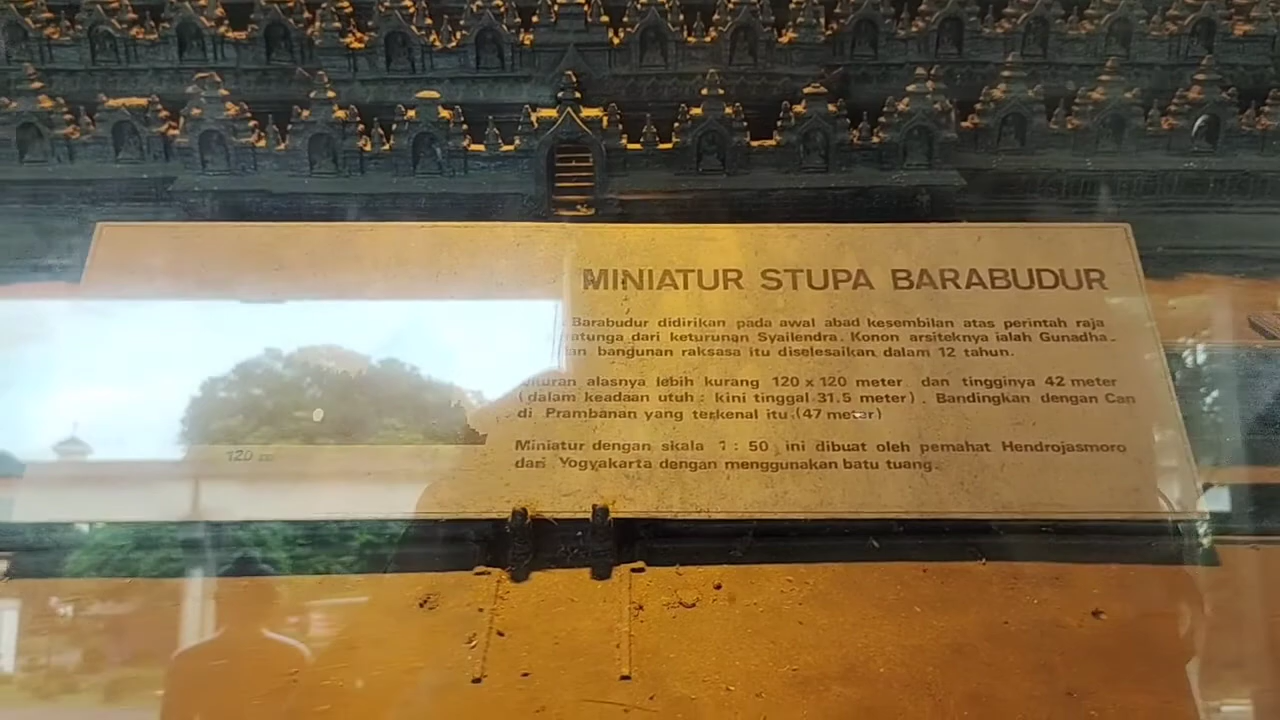 MINIATUR STUPA BARABUDUR
Barabudur didirikan pada awal abad kesembilan atas perintah raja
dari keturunan Syailendra. Konon arsiteknya ialah Gunadha.
bangunan raksasa itu diselesaikan dalam 12 tahun.
alasnya lebih kurang 120 x 120 meter dan tingginya 42 meter
(dalam keadaan utuh : kini tinggal 31.5 meter). Bandingkan dengan Can
di Prambanan yang terkenal itu (47 meter)
Miniatur dengan skala 1 : 50 ini dibuat oleh pemahat Hendrojasmoro
dari Yogyakarta dengan menggunakan batu tuang.
120 m